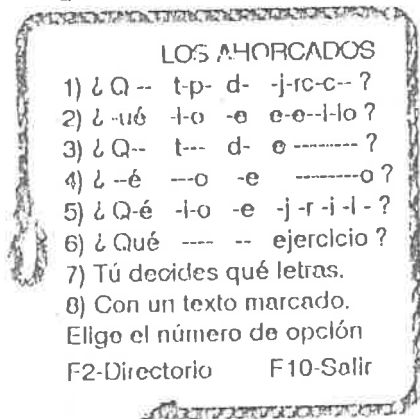 LOS AHORCADOS
1) ¿ Q -- t-p- d- -j-rc-c-- ?
2) ¿ -ué -i-o -e e-e--i-io ?
3) ¿ Q-- t--- d- e --------- ?
4) ¿ --é ---o -e --------o ?
5) ¿ Q-é -i-o -e -j -r -i -i - ?
6) ¿ Qué ---- -- ejercicio ?
7) Tú decides qué letras.
8) Con un texto marcado.
Elige el número de opción
F2-Directorio F10-Salir